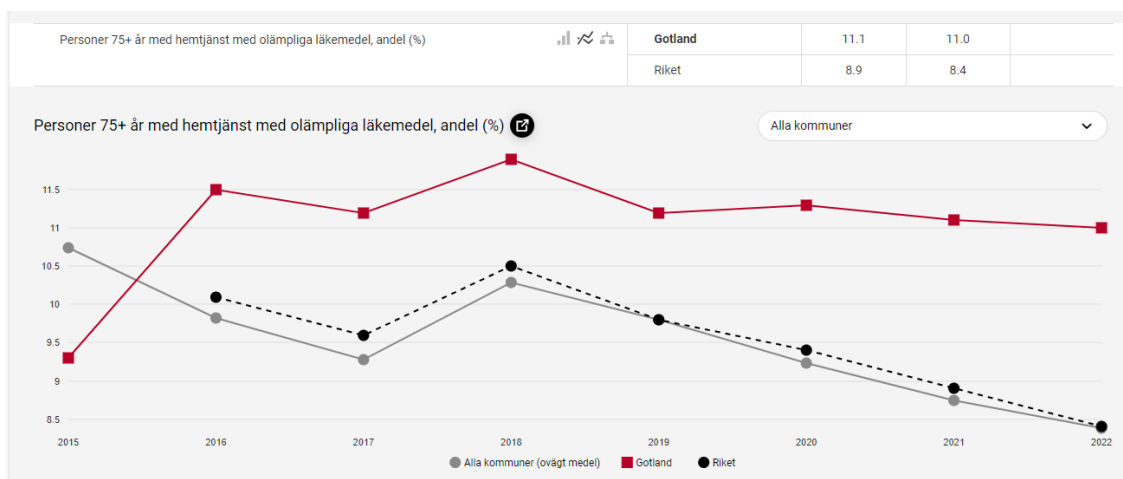 Personer 75+ år med hemtjänst med olämpliga läkemedel, andel (%) Gotland 11.1 11.0
Riket 8.9 8.4
Personer 75+ år med hemtjänst med olämpliga läkemedel, andel (%) Alla kommuner
11.5
11
10.5
10
9.5
9
8.5
2015 2016 2017 2018 2019 2020 2021 2022
Alla kommuner (ovägt medel) Gotland Riket